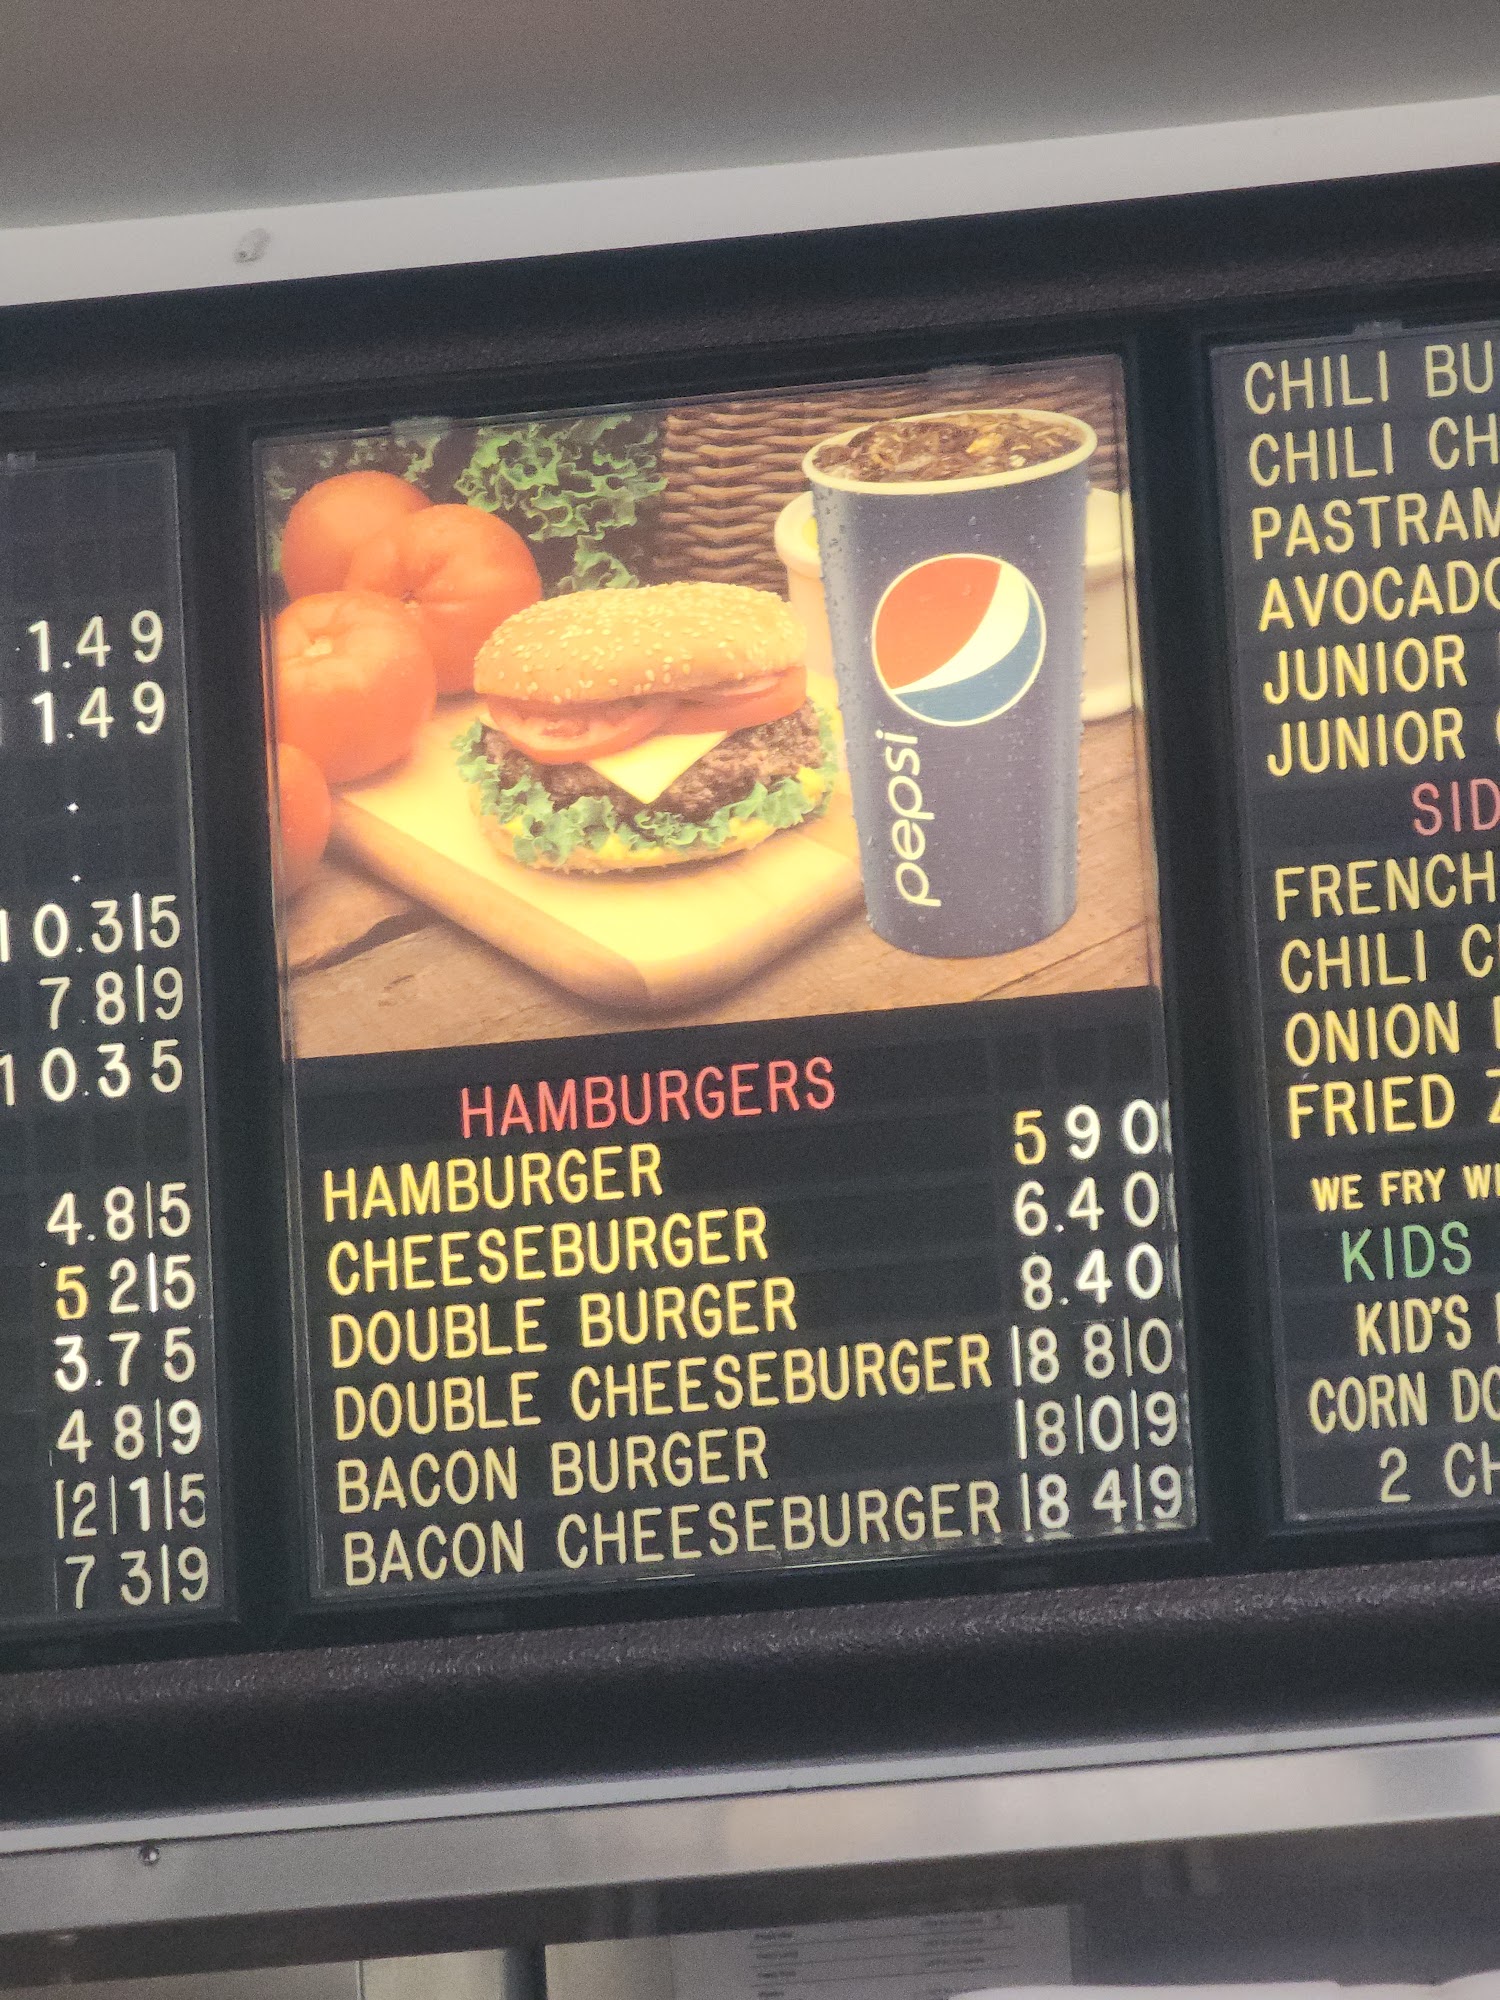 1.49
1.49
10.35
7.89
10.35
4.85
5 25
3.75
4 89
2 15
7 39
pepsi
HAMBURGERS
HAMBURGER 5 90
CHEESEBURGER 6.40
DOUBLE BURGER 8.40
DOUBLE CHEESEBURGER 8 80
BACON BURGER 8 09
BACON CHEESEBURGER 8 49
CHILI BU
CHILI CH
PASTRAM
AVOCADO
JUNIOR
JUNIOR
SID
FRENCH
CHILI C
ONION
FRIED Z
WE FRY WI
KIDS
KID'S
CORN DO
2 CH